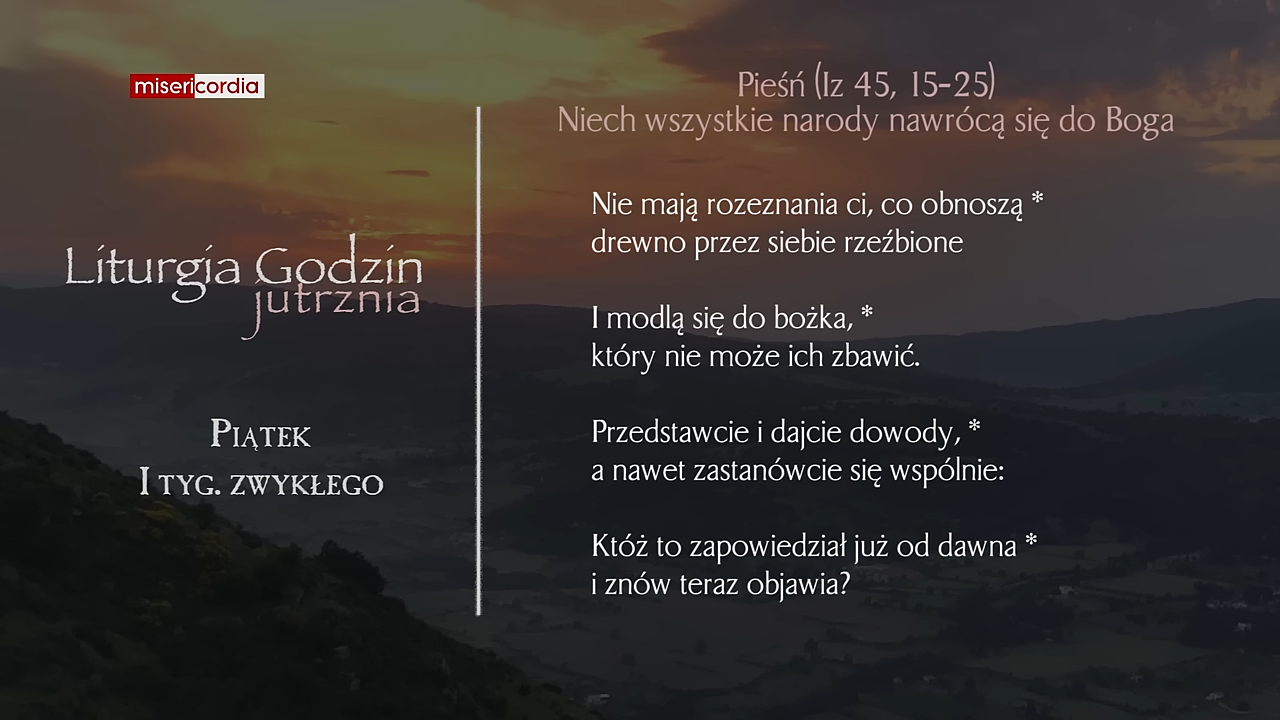 misericordia
Liturgia Godzin
jutrznia
Piątek
I tyg. zwykłego
Pieśń (Iz 45, 15-25)
Niech wszystkie narody nawrócą się do Boga
Nie mają rozeznania ci, co obnoszą *
drewno przez siebie rzeźbione
I modlą się do bożka, *
który nie może ich zbawić.
Przedstawcie i dajcie dowody, *
a nawet zastanówcie się wspólnie:
Któż to zapowiedział już od dawna *
i znów teraz objawia?